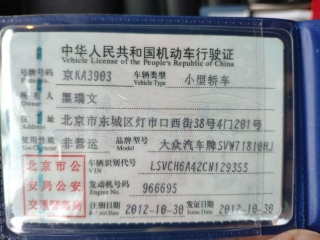 中华人民共和国机动车行驶证
Vehicle License of the People's Republic of China
号牌号码 京KA3903 车辆类型 小型轿车
Plate No. Vehicle Type
所有人 黑瑞文
Owner
住址 北京市东城区灯市口西街38号4门201号
Address
使用性质 非营运 品牌型号 大众汽车牌SVW71810HJ
北京市公 车辆识别代号 LSVCH6A42CN129355
VIN
安局公安 发动机号码 966695
Engine No.
交通管理局 注册日期 2012-10-30 发证日期 2012-10-30
Register Date Issue Date